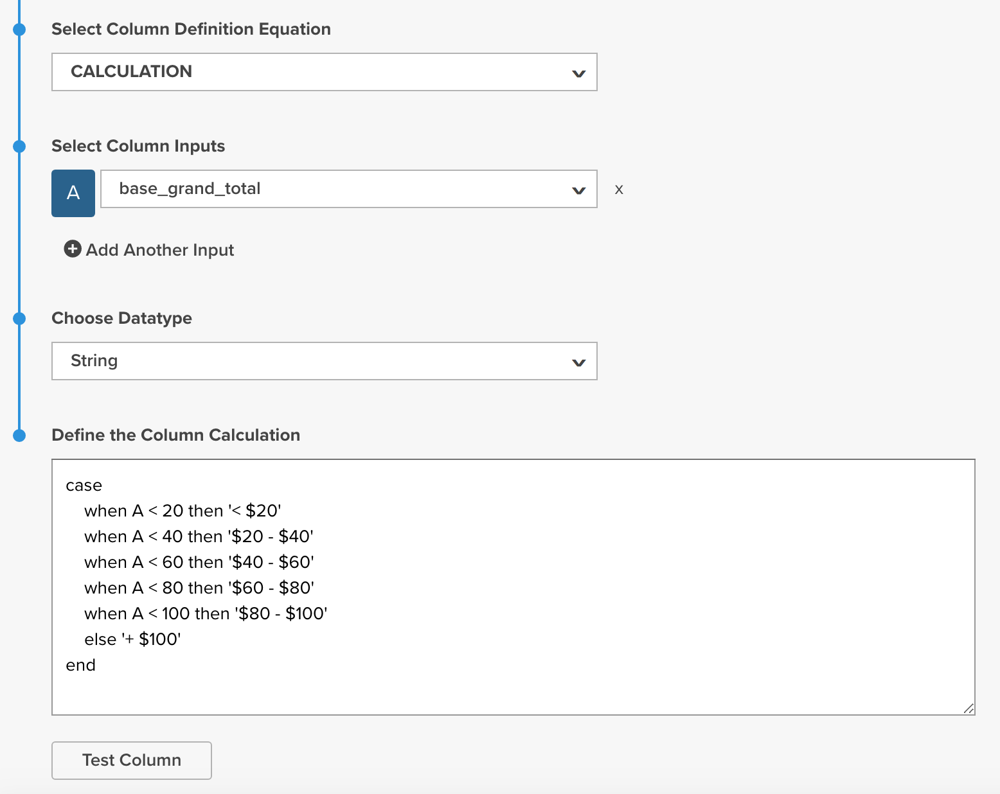 Select Column Definition Equation
CALCULATION
Select Column Inputs
A
base_grand_total
x
Add Another Input
Choose Datatype
String
Define the Column Calculation
case
when A < 20 then '< $20'
when A < 40 then '$20 - $40'
when A < 60 then '$40 - $60'
when A < 80 then '$60 - $80'
when A < 100 then '$80 - $100'
else '+ $100'
end
Test Column